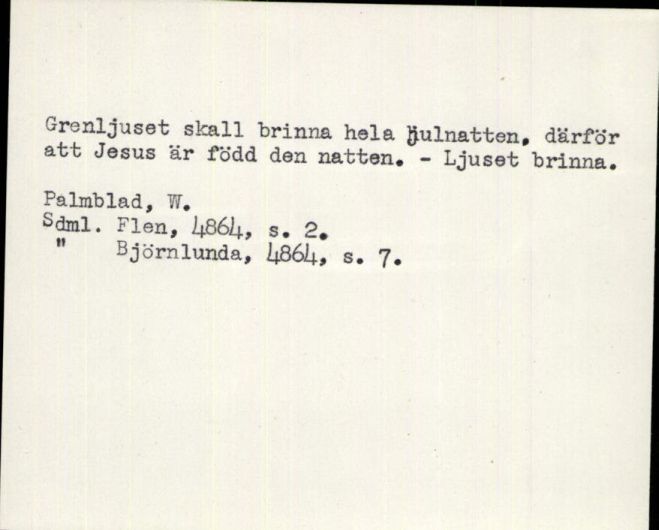 Grenljuset skall brinna hela julnatten, därför
att Jesus är född den natten. - Ljuset brinna.
Palmblad, W.
Sdml. Flen, 4864, s. 2.
" Björnlunda, 4864, s. 7.